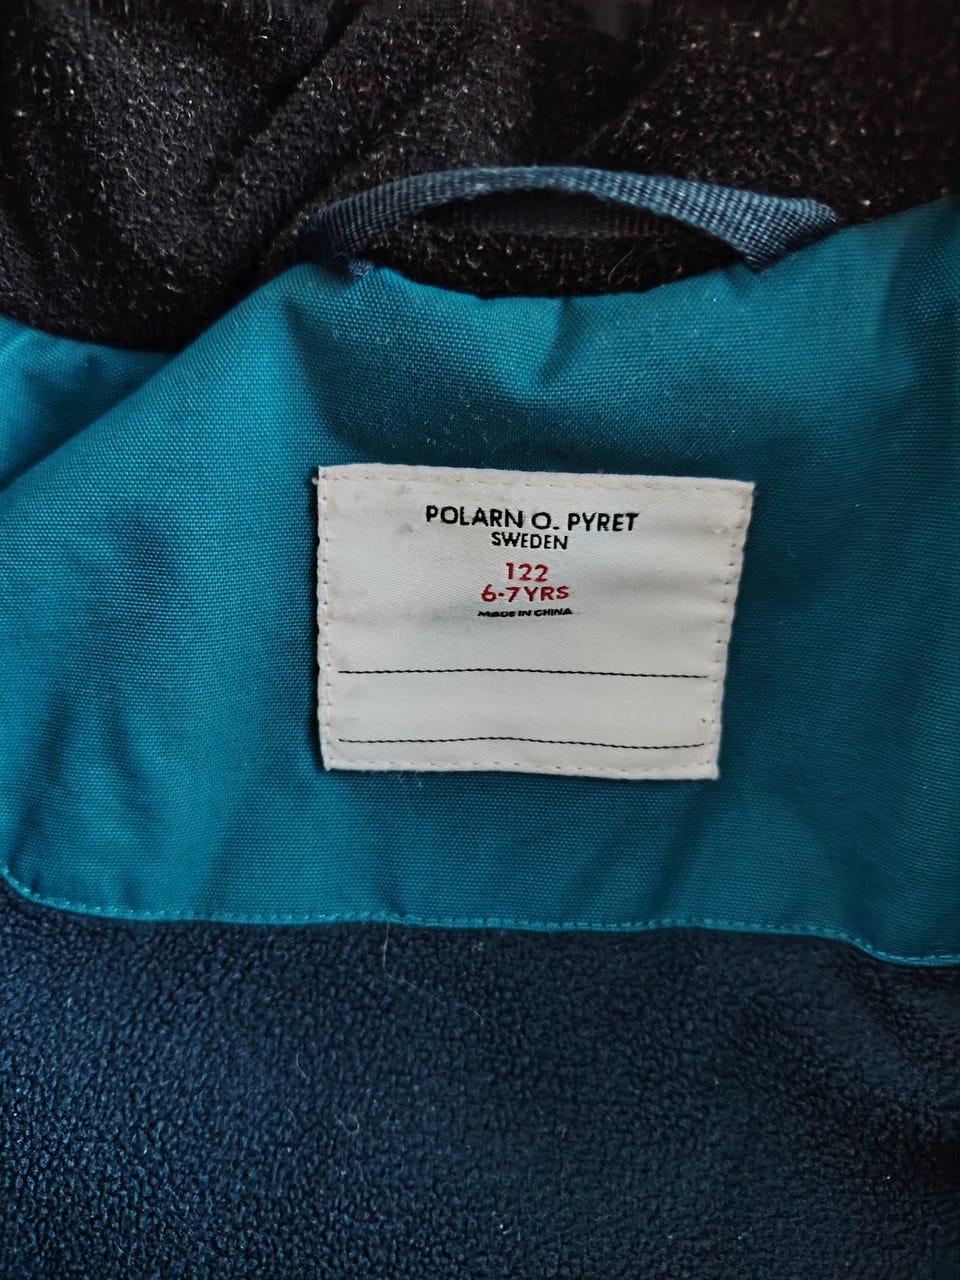 POLARN O. PYRET
SWEDEN
122
6-7YRS
MADE IN CHINA